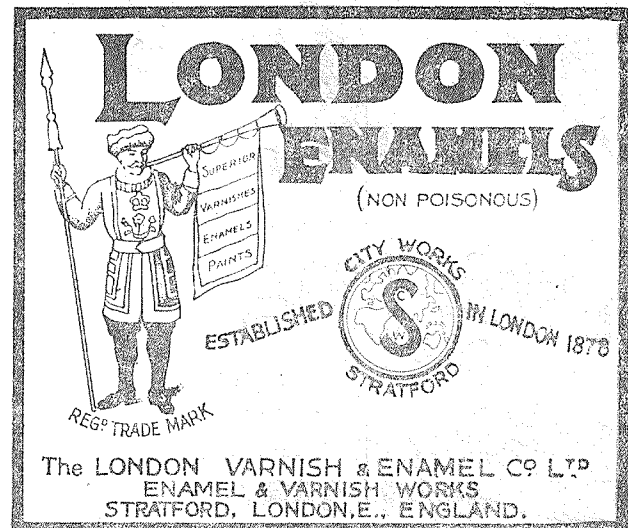 LONDON
ENAMELS
(NON POISONOUS)
SUPERIOR
VARNISHES
ENAMELS
PAINTS
CITY WORKS
ESTABLISHED
C
S
W
IN LONDON 1878
STRATFORD
REGD TRADE MARK
The LONDON VARNISH & ENAMEL Co LTD
ENAMEL & VARNISH WORKS
STRATFORD, LONDON, E., ENGLAND.